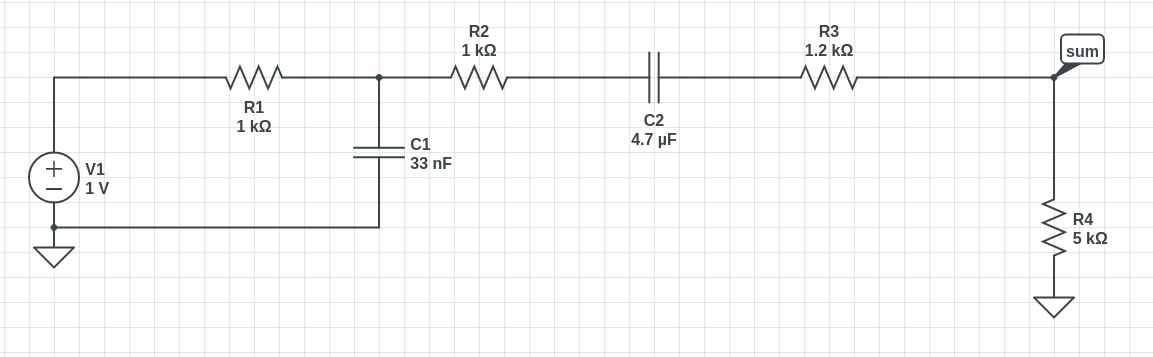 R2
1 kΩ
R3
1.2 kΩ
sum
R1
1 kΩ
C2
4.7 µF
C1
33 nF
V1
1 V
R4
5 kΩ